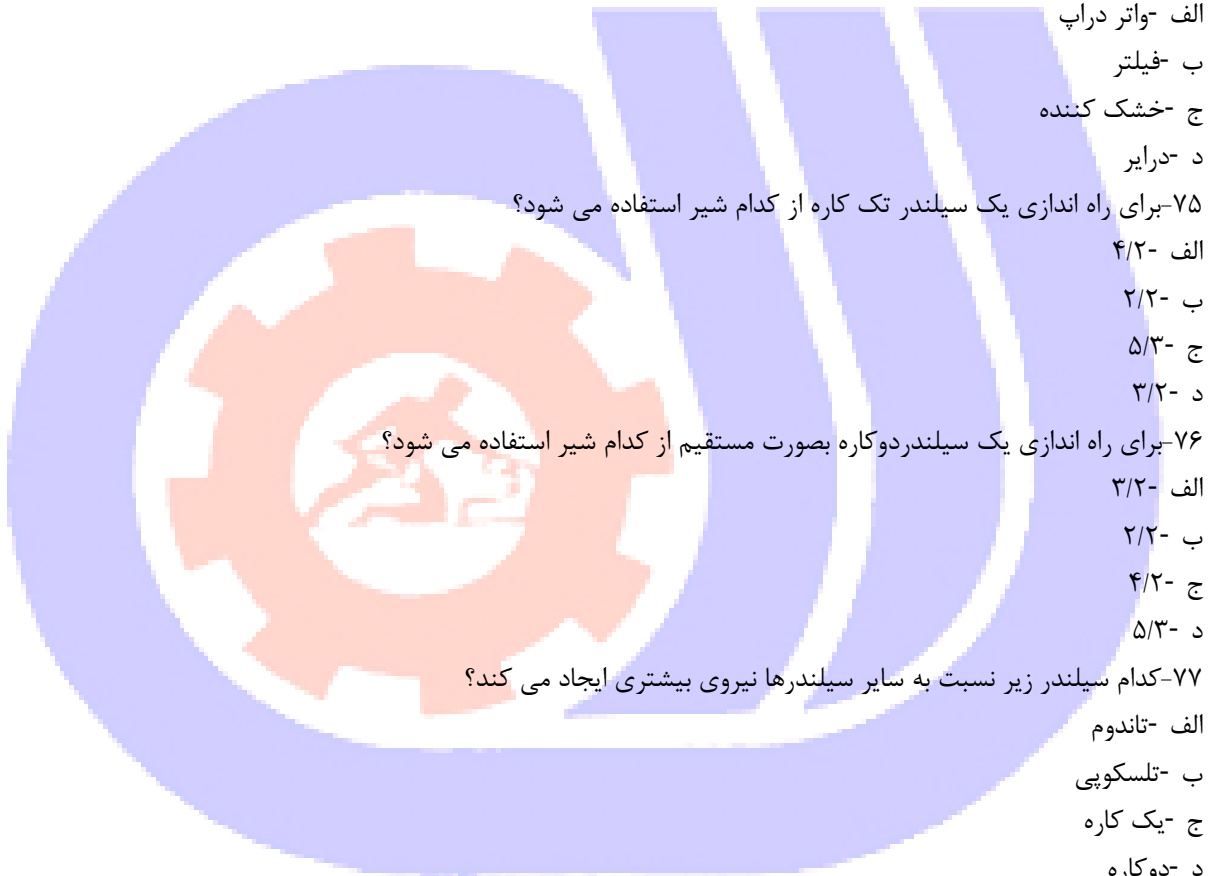 الف -واتر دراپ
ب -فیلتر
ج -خشک کننده
د -درایر
۷۵-برای راه اندازی یک سیلندر تک کاره از کدام شیر استفاده می شود؟
الف -۴/۲
ب -۲/۲
ج -۵/۳
د -۳/۲
۷۶-برای راه اندازی یک سیلندردوکاره بصورت مستقیم از کدام شیر استفاده می شود؟
الف -۳/۲
ب -۲/۲
ج -۴/۲
د -۵/۳
۷۷-کدام سیلندر زیر نسبت به سایر سیلندرها نیروی بیشتری ایجاد می کند؟
الف -تاندوم
ب -تلسکوپی
ج -یک کاره
د -دوکاره